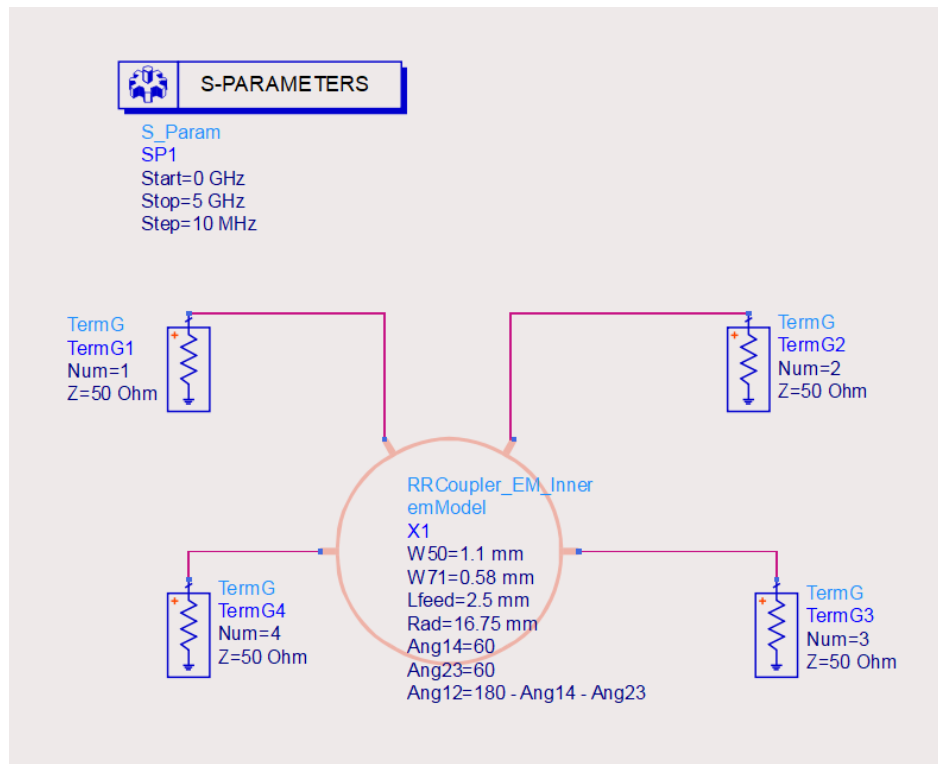 S-PARAMETERS
S_Param
SP1
Start=0 GHz
Stop=5 GHz
Step=10 MHz
TermG
TermG1
Num=1
Z=50 Ohm
+
TermG
TermG2
Num=2
Z=50 Ohm
+
RRCoupler_EM_Inner
emModel
X1
W50=1.1 mm
W71=0.58 mm
Lfeed=2.5 mm
Rad=16.75 mm
Ang14=60
Ang23=60
Ang12=180 - Ang14 - Ang23
+
TermG
TermG4
Num=4
Z=50 Ohm
+
TermG
TermG3
Num=3
Z=50 Ohm